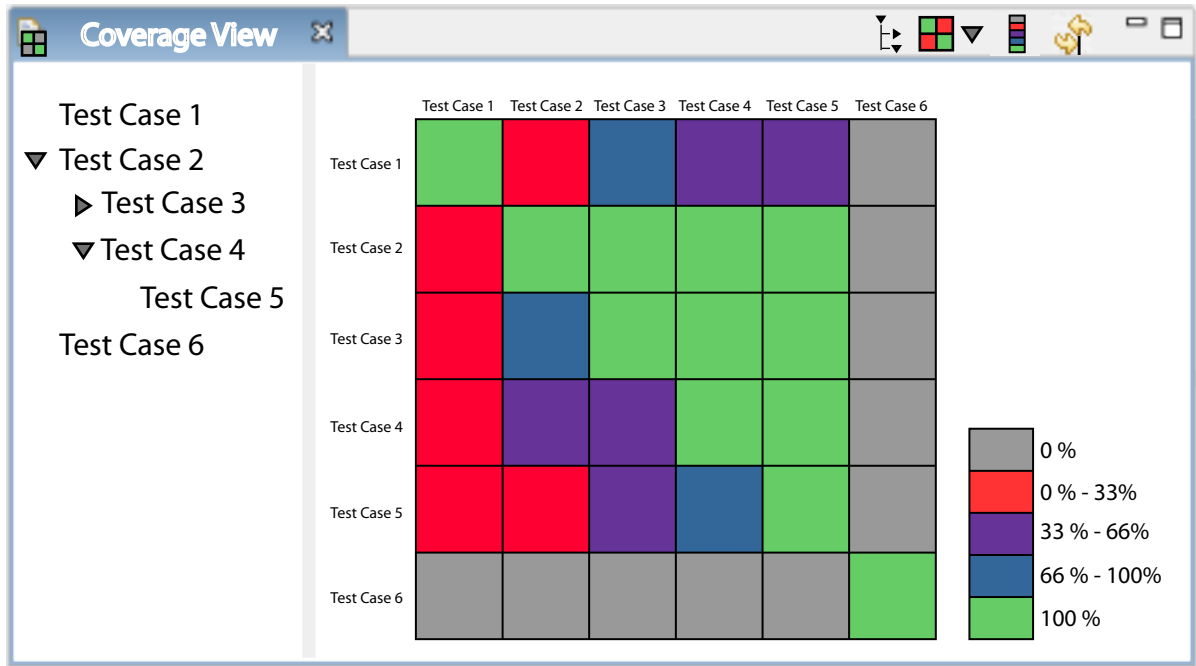 Coverage View
Test Case 1
Test Case 2
Test Case 3
Test Case 4
Test Case 5
Test Case 6
Test Case 1 Test Case 2 Test Case 3 Test Case 4 Test Case 5 Test Case 6
Test Case 1
Test Case 2
Test Case 3
Test Case 4
Test Case 5
Test Case 6
0 %
0 % - 33%
33 % - 66%
66 % - 100%
100 %